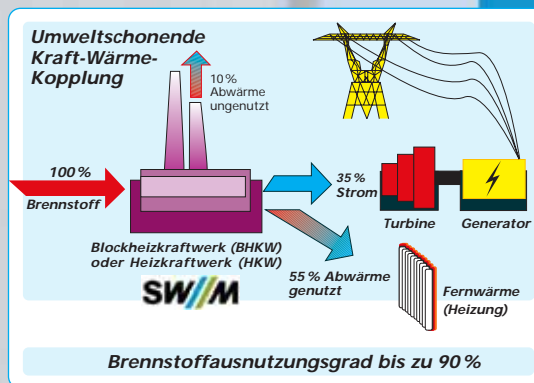 Umweltschonende
Kraft-Wärme-
Kopplung
10%
Abwärme
ungenutzt
100%
Brennstoff
35%
Strom
Turbine
Generator
Blockheizkraftwerk (BHKW)
oder Heizkraftwerk (HKW)
SW//M
55% Abwärme
genutzt
Fernwärme
(Heizung)
Brennstoffausnutzungsgrad bis zu 90%